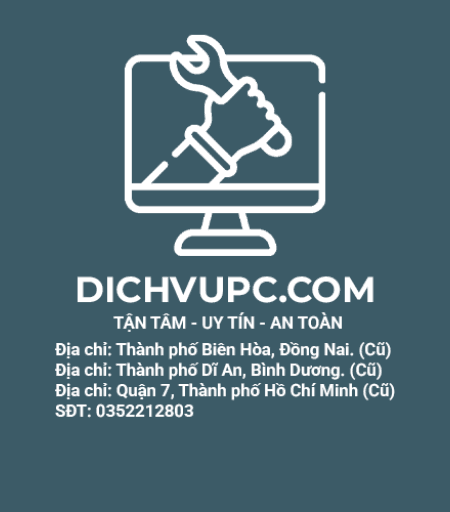 DICHVUPC.COM
TẬN TÂM - UY TÍN - AN TOÀN
Địa chỉ: Thành phố Biên Hòa, Đồng Nai. (Cũ)
Địa chỉ: Thành phố Dĩ An, Bình Dương. (Cũ)
Địa chỉ: Quận 7, Thành phố Hồ Chí Minh (Cũ)
SĐT: 0352212803